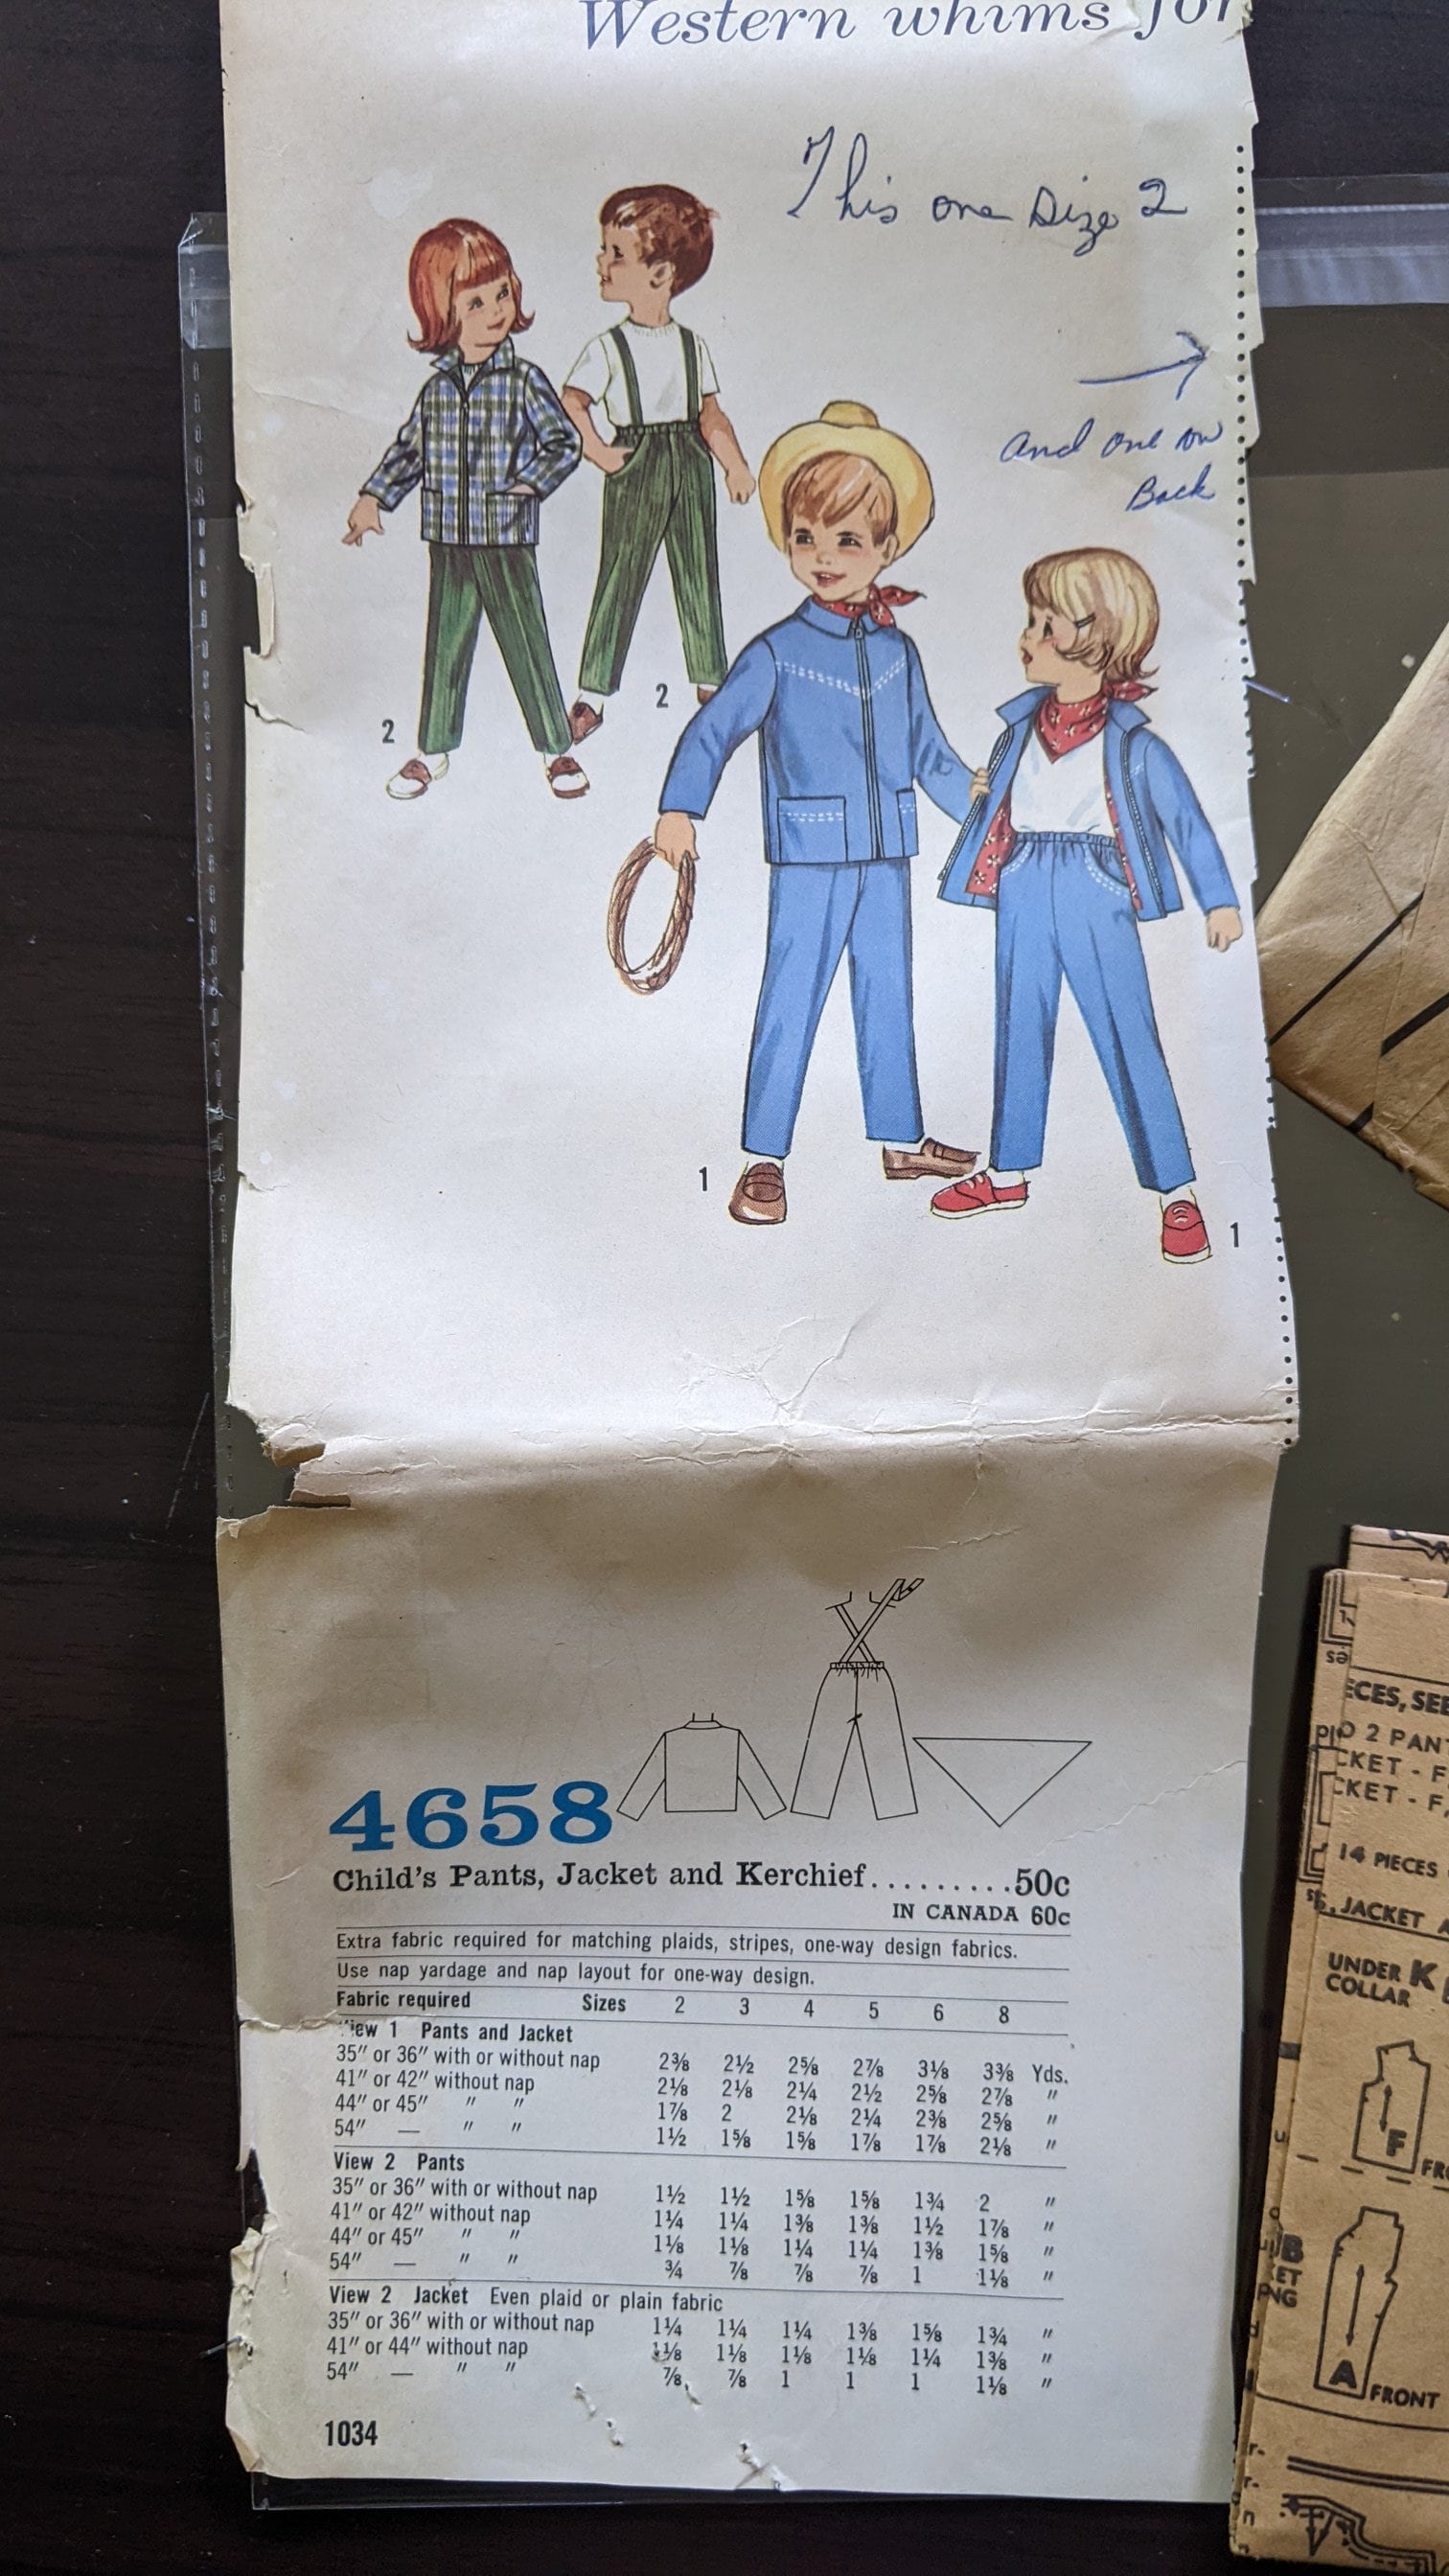 Western whims for
This one size 2
→
And one on
Back
2
2
1
1
4658
Child's Pants, Jacket and Kerchief.........50c
IN CANADA 60c
Extra fabric required for matching plaids, stripes, one-way design fabrics.
Use nap yardage and nap layout for one-way design.
Fabric required Sizes 2 3 4 5 6 8
View 1 Pants and Jacket
35″ or 36″ with or without nap 2⅜ 2½ 2⅝ 2⅞ 3⅛ 3⅜ Yds.
41″ or 42″ without nap 2⅛ 2⅛ 2¼ 2½ 2⅝ 2⅞ ″
44″ or 45″ ″ ″ 1⅞ 2 2⅛ 2¼ 2⅜ 2⅝ ″
54″ — ″ ″ 1½ 1⅝ 1⅝ 1⅞ 1⅞ 2⅛ ″
View 2 Pants
35″ or 36″ with or without nap 1½ 1½ 1⅝ 1⅝ 1¾ 2 ″
41″ or 42″ without nap 1¼ 1¼ 1⅜ 1⅜ 1½ 1⅞ ″
44″ or 45″ ″ ″ 1⅛ 1⅛ 1¼ 1¼ 1⅜ 1⅝ ″
54″ — ″ ″ ¾ ⅞ ⅞ ⅞ 1 1⅛ ″
View 2 Jacket Even plaid or plain fabric
35″ or 36″ with or without nap 1¼ 1¼ 1¼ 1⅜ 1⅝ 1¾ ″
41″ or 44″ without nap 1⅛ 1⅛ 1⅛ 1⅛ 1¼ 1⅜ ″
54″ — ″ ″ ⅞ ⅞ 1 1 1 1⅛ ″
1034
ECES, SEE
2 PANT
CKET - F
CKET - F
14 PIECES
JACKET
UNDER K
COLLAR
F
FR
B
KET
NG
A FRONT